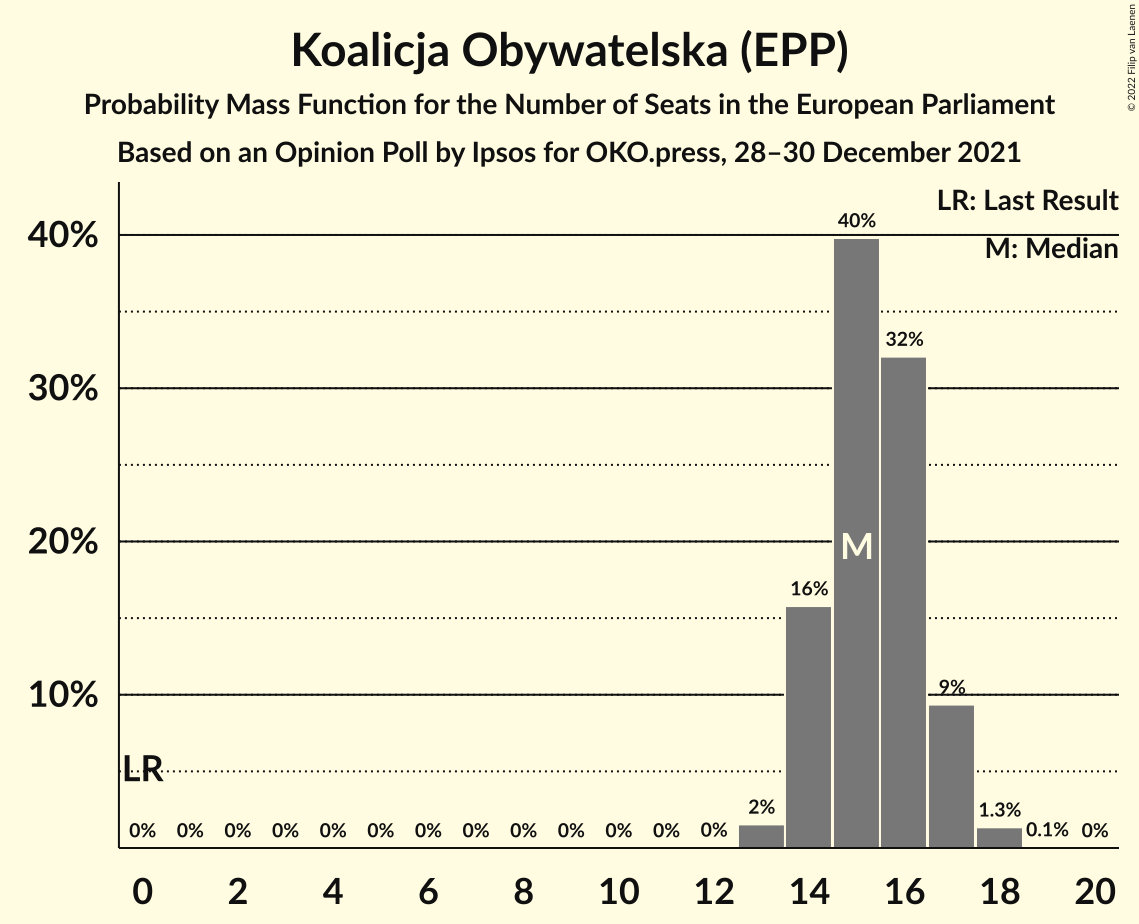 Koalicja Obywatelska (EPP)
Probability Mass Function for the Number of Seats in the European Parliament
Based on an Opinion Poll by Ipsos for OKO.press, 28–30 December 2021
© 2022 Filip van Laenen
LR: Last Result
M: Median
40%
30%
20%
10%
40%
32%
M
16%
9%
LR
2%
1.3%
0% 0% 0% 0% 0% 0% 0% 0% 0% 0% 0% 0% 0% 0.1% 0%
0 2 4 6 8 10 12 14 16 18 20